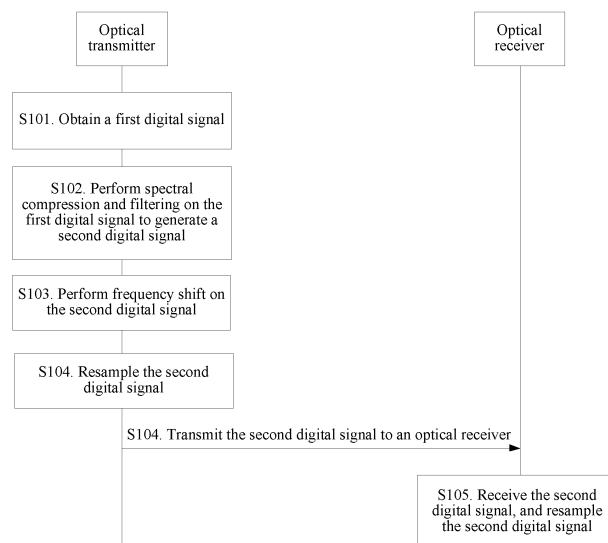 Optical
transmitter
Optical
receiver
S101. Obtain a first digital signal
S102. Perform spectral
compression and filtering on the
first digital signal to generate a
second digital signal
S103. Perform frequency shift on
the second digital signal
S104. Resample the second
digital signal
S104. Transmit the second digital signal to an optical receiver
S105. Receive the second
digital signal, and resample
the second digital signal